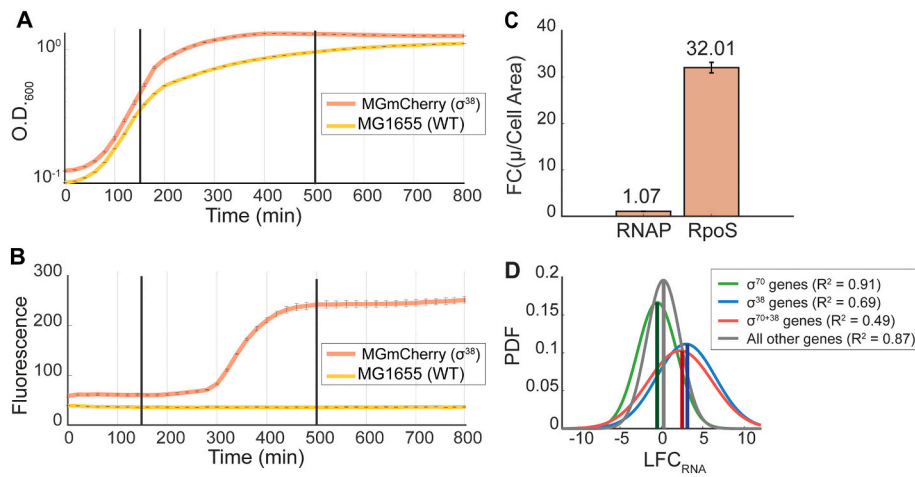 A
10⁰
10⁻¹
O.D.₆₀₀
MGmCherry (σ³⁸)
MG1655 (WT)
0 100 200 300 400 500 600 700 800
Time (min)
B
300
200
100
0
Fluorescence
MGmCherry (σ³⁸)
MG1655 (WT)
0 100 200 300 400 500 600 700 800
Time (min)
C
40
30
20
10
0
FC(μ/Cell Area)
32.01
1.07
RNAP RpoS
D
0.2
0.15
0.1
0.05
0
PDF
σ⁷⁰ genes (R² = 0.91)
σ³⁸ genes (R² = 0.69)
σ⁷⁰⁺³⁸ genes (R² = 0.49)
All other genes (R² = 0.87)
-10 -5 0 5 10
LFC_RNA